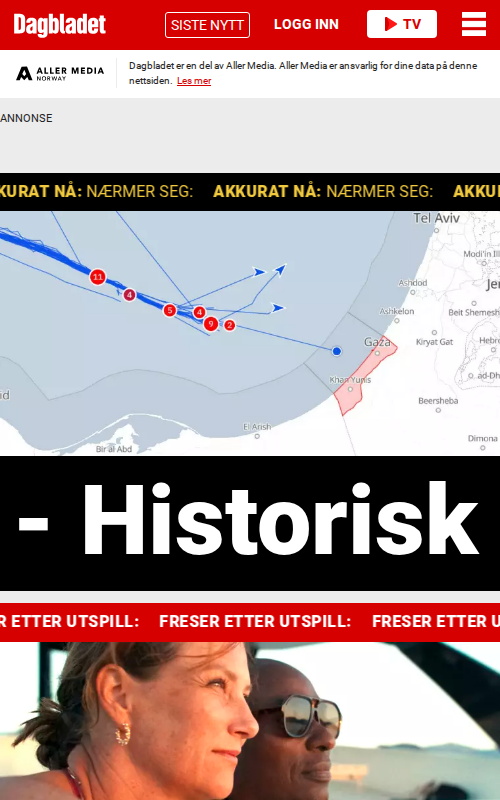 Dagbladet
SISTE NYTT
LOGG INN
TV
ALLER MEDIA
NORWAY
Dagbladet er en del av Aller Media. Aller Media er ansvarlig for dine data på denne
nettsiden. Les mer
ANNONSE
KURAT NÅ: NÆRMER SEG: AKKURAT NÅ: NÆRMER SEG: AKKU
Tel Aviv
Modi'in Il
Ashdod
Jer
Ashkelon
Beit Shemesh
11
4
5
4
9
2
Gaza
Kiryat Gat
Hebro
Khan Yunis
ad-Dh
id
Beersheba
El Arish
Dimona
Bir al Abd
- Historisk
R ETTER UTSPILL: FRESER ETTER UTSPILL: FRESER ETTER U